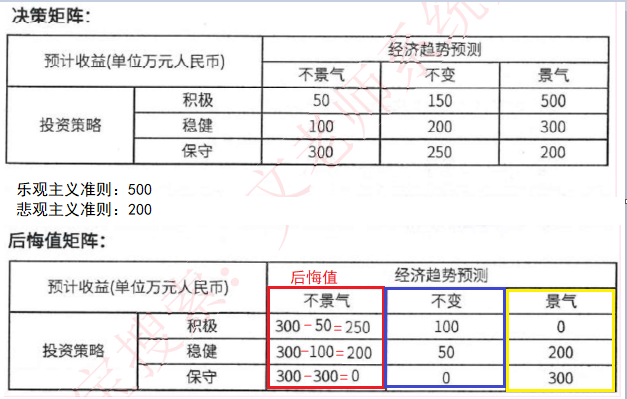 决策矩阵:
预计收益(单位万元人民币) 经济趋势预测
不景气 不变 景气
投资策略 积极 50 150 500
稳健 100 200 300
保守 300 250 200
乐观主义准则: 500
悲观主义准则: 200
后悔值矩阵:
预计收益(单位万元人民币) 后悔值 经济趋势预测
不景气 不变 景气
投资策略 积极 300-50=250 100 0
稳健 300-100=200 50 200
保守 300-300=0 0 300